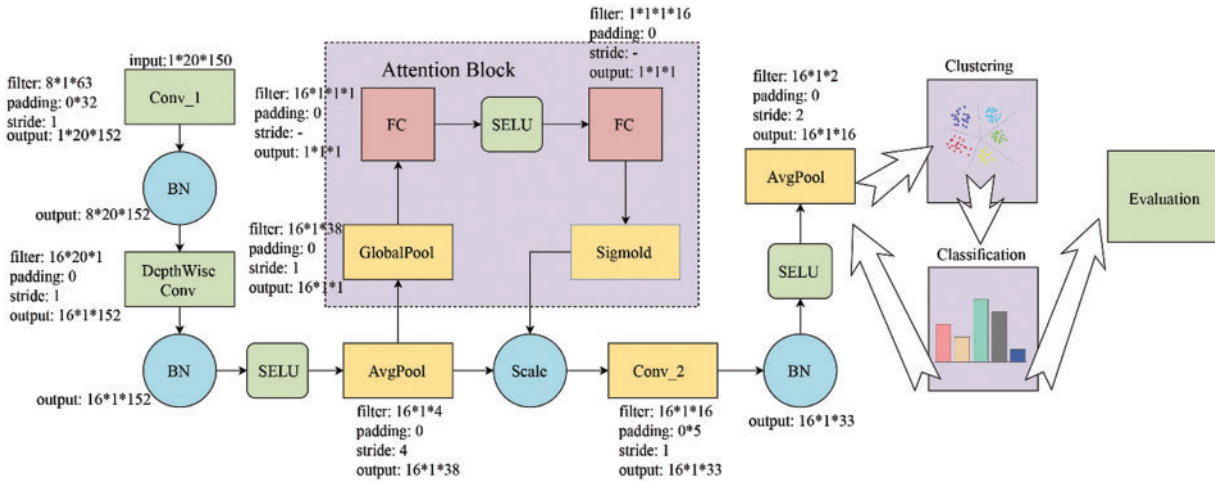 input:1*20*150
filter: 8*1*63
padding: 0*32
stride: 1
output: 1*20*152
Conv_1
BN
output: 8*20*152
filter: 16*20*1
padding: 0
stride: 1
output: 16*1*152
DepthWise
Conv
BN
output: 16*1*152
SELU
AvgPool
filter: 16*1*4
padding: 0
stride: 4
output: 16*1*38
Attention Block
filter: 16*1*38
padding: 0
stride: 1
output: 16*1*1
GlobalPool
filter: 16*1*1*1
padding: 0
stride: -
output: 1*1*1
FC
SELU
filter: 1*1*1*16
padding: 0
stride: -
output: 1*1*1
FC
Sigmold
Scale
Conv_2
filter: 16*1*16
padding: 0*5
stride: 1
output: 16*1*33
BN
output: 16*1*33
SELU
filter: 16*1*2
padding: 0
stride: 2
output: 16*1*16
AvgPool
Clustering
Classification
Evaluation